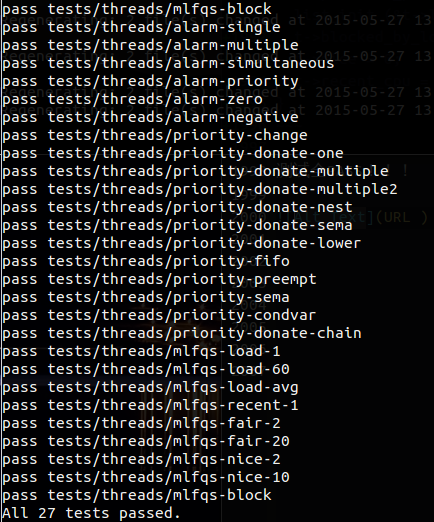 pass tests/threads/mlfqs-block
pass tests/threads/alarm-single
pass tests/threads/alarm-multiple
pass tests/threads/alarm-simultaneous
pass tests/threads/alarm-priority
pass tests/threads/alarm-zero
pass tests/threads/alarm-negative
pass tests/threads/priority-change
pass tests/threads/priority-donate-one
pass tests/threads/priority-donate-multiple
pass tests/threads/priority-donate-multiple2
pass tests/threads/priority-donate-nest
pass tests/threads/priority-donate-sema
pass tests/threads/priority-donate-lower
pass tests/threads/priority-fifo
pass tests/threads/priority-preempt
pass tests/threads/priority-sema
pass tests/threads/priority-condvar
pass tests/threads/priority-donate-chain
pass tests/threads/mlfqs-load-1
pass tests/threads/mlfqs-load-60
pass tests/threads/mlfqs-load-avg
pass tests/threads/mlfqs-recent-1
pass tests/threads/mlfqs-fair-2
pass tests/threads/mlfqs-fair-20
pass tests/threads/mlfqs-nice-2
pass tests/threads/mlfqs-nice-10
pass tests/threads/mlfqs-block
All 27 tests passed.